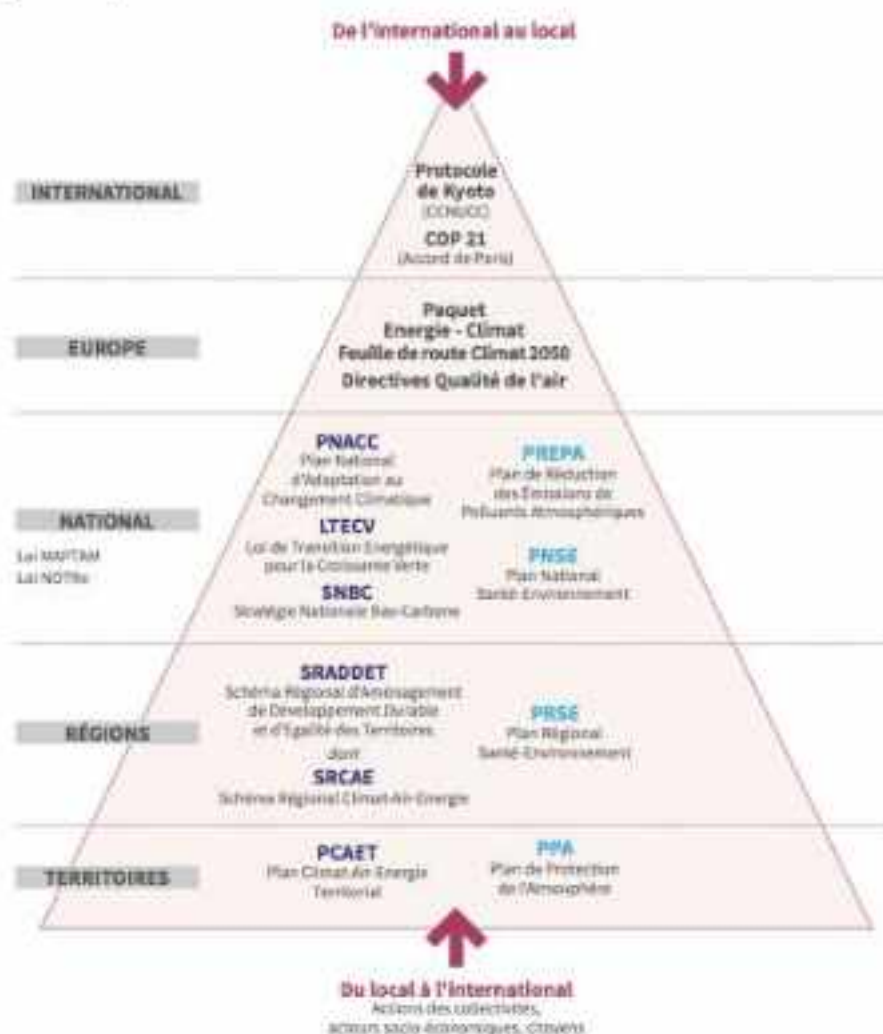 De l'international au local
INTERNATIONAL
Protocole
de Kyoto
(CCNUCC)
COP 21
(Accord de Paris)
EUROPE
Paquet
Energie - Climat
Feuille de route Climat 2050
Directives Qualité de l'air
NATIONAL
Loi MAPTAM
Loi NOTRe
PNACC
Plan National
d'Adaptation au
Changement Climatique
LTECV
Loi de Transition Energétique
pour la Croissante Verte
SNBC
Stratégie Nationale Bas-Carbone
PREPA
Plan de Réduction
des Emissions de
Polluants Atmosphériques
PNSE
Plan National
Santé-Environnement
RÉGIONS
SRADDET
Schéma Régional d'Aménagement
de Développement Durable
et d'Egalité des Territoires
dont
SRCAE
Schéma Régional Climat-Air-Energie
PRSE
Plan Régional
Santé-Environnement
TERRITOIRES
PCAET
Plan Climat-Air-Energie
Territorial
PPA
Plan de Protection
de l'Atmosphère
Du local à l'international
Actions des collectivités,
acteurs socio-économiques, citoyens